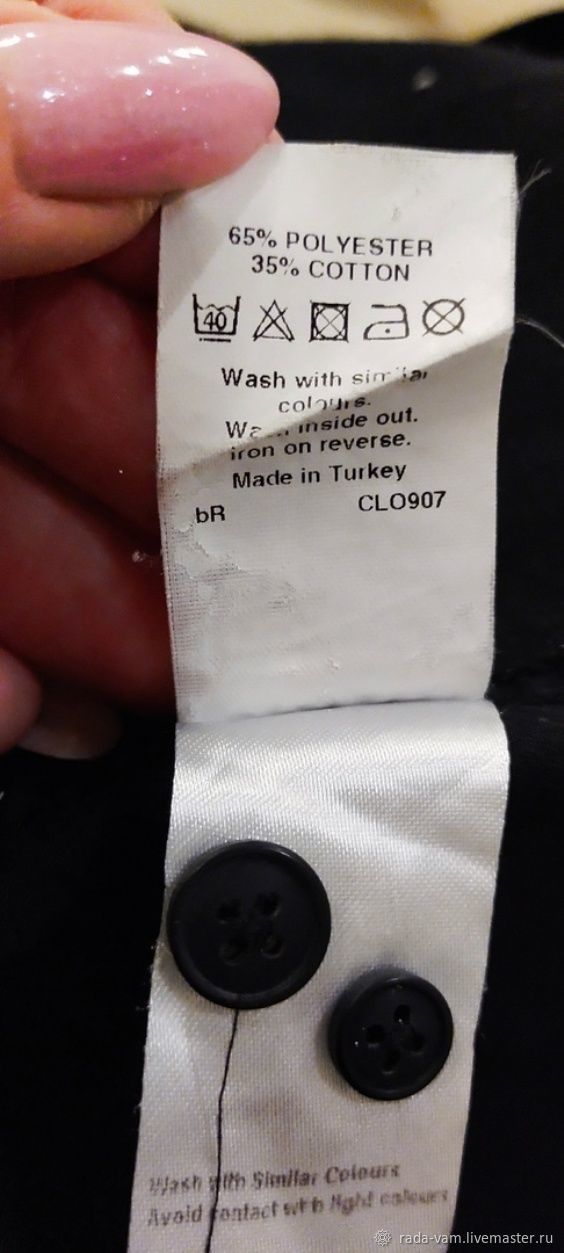 65% POLYESTER
35% COTTON
40
Wash with similar
colours.
inside out.
iron on reverse.
Made in Turkey
bR CLO907
Wash with Similar Colours
Avoid contact with light colours
rada-vam.livemaster.ru